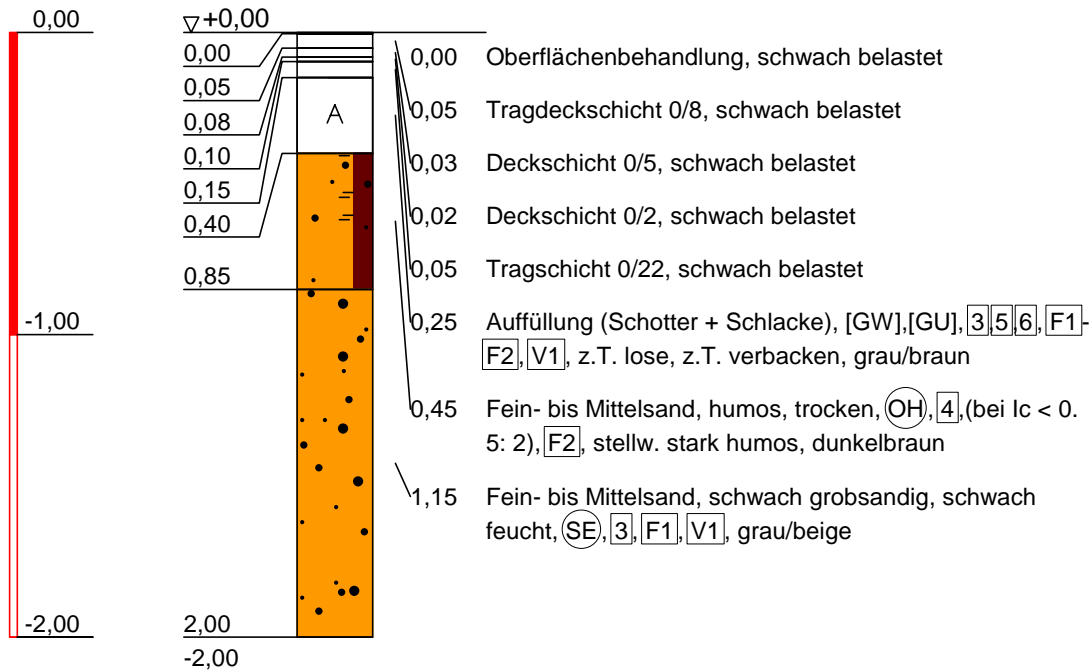 0,00
▽ +0,00
0,00
0,05
0,08
0,10
0,15
0,40
0,85
-1,00
-2,00
2,00
-2,00
A
0,00 Oberflächenbehandlung, schwach belastet
0,05 Tragdeckschicht 0/8, schwach belastet
0,03 Deckschicht 0/5, schwach belastet
0,02 Deckschicht 0/2, schwach belastet
0,05 Tragschicht 0/22, schwach belastet
0,25 Auffüllung (Schotter + Schlacke), [GW],[GU], 3,5,6, F1-
F2, V1, z.T. lose, z.T. verbacken, grau/braun
0,45 Fein- bis Mittelsand, humos, trocken, OH, 4,(bei Ic < 0.
5: 2), F2, stellw. stark humos, dunkelbraun
1,15 Fein- bis Mittelsand, schwach grobsandig, schwach
feucht, SE, 3, F1, V1, grau/beige